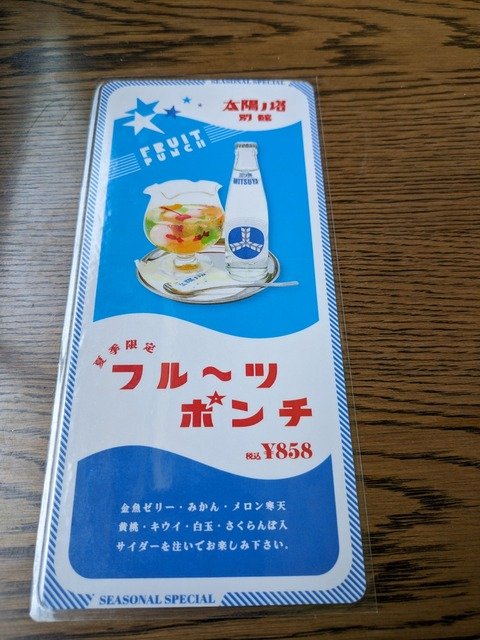 SEASONAL SPECIAL
太陽ノ塔
別館
FRUIT
PUNCH
三ツ矢
MITSUYA
夏季限定
フル〜ツ
ポンチ
税込¥858
金魚ゼリー・みかん・メロン寒天
黄桃・キウイ・白玉・さくらんぼ入
サイダーを注いでお楽しみ下さい。
SEASONAL SPECIAL